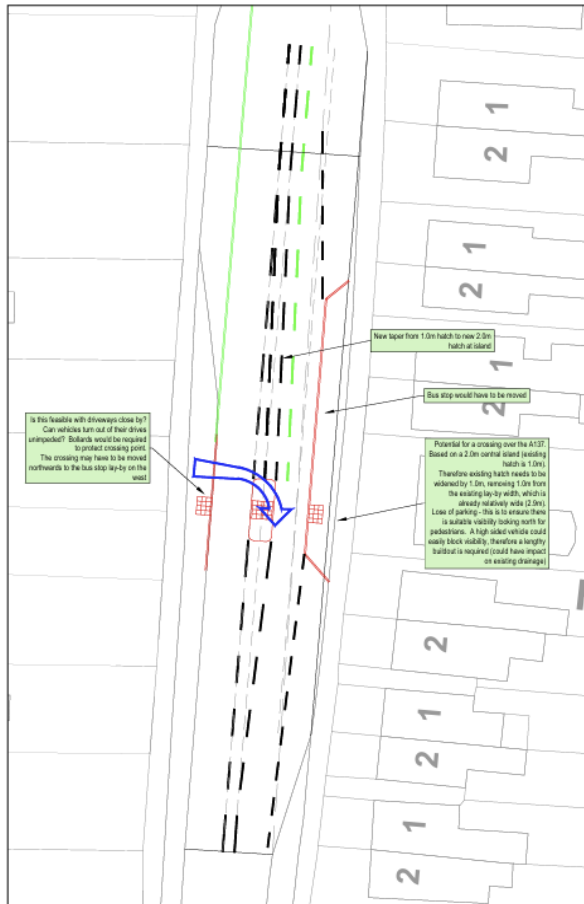 1
2
1
2
New taper from 1.0m hatch to new 2.0m
hatch at island
1
2
Bus stop would have to be moved
Is this feasible with driveways close by?
Can vehicles turn out of their drives
unimpeded? Bollards would be required
to protect crossing point.
The crossing may have to be moved
northwards to the bus stop lay-by on the
west
Potential for a crossing over the A137.
Based on a 2.0m central island (existing
hatch is 1.0m).
Therefore existing hatch needs to be
widened by 1.0m, removing 1.0m from
the existing lay-by width, which is
already relatively wide (2.9m).
Lose of parking - this is to ensure there
is suitable visibility looking north for
pedestrians. A high sided vehicle could
easily block visibility, therefore a lengthy
buildout is required (could have impact
on existing drainage)
2
1
2
1
2